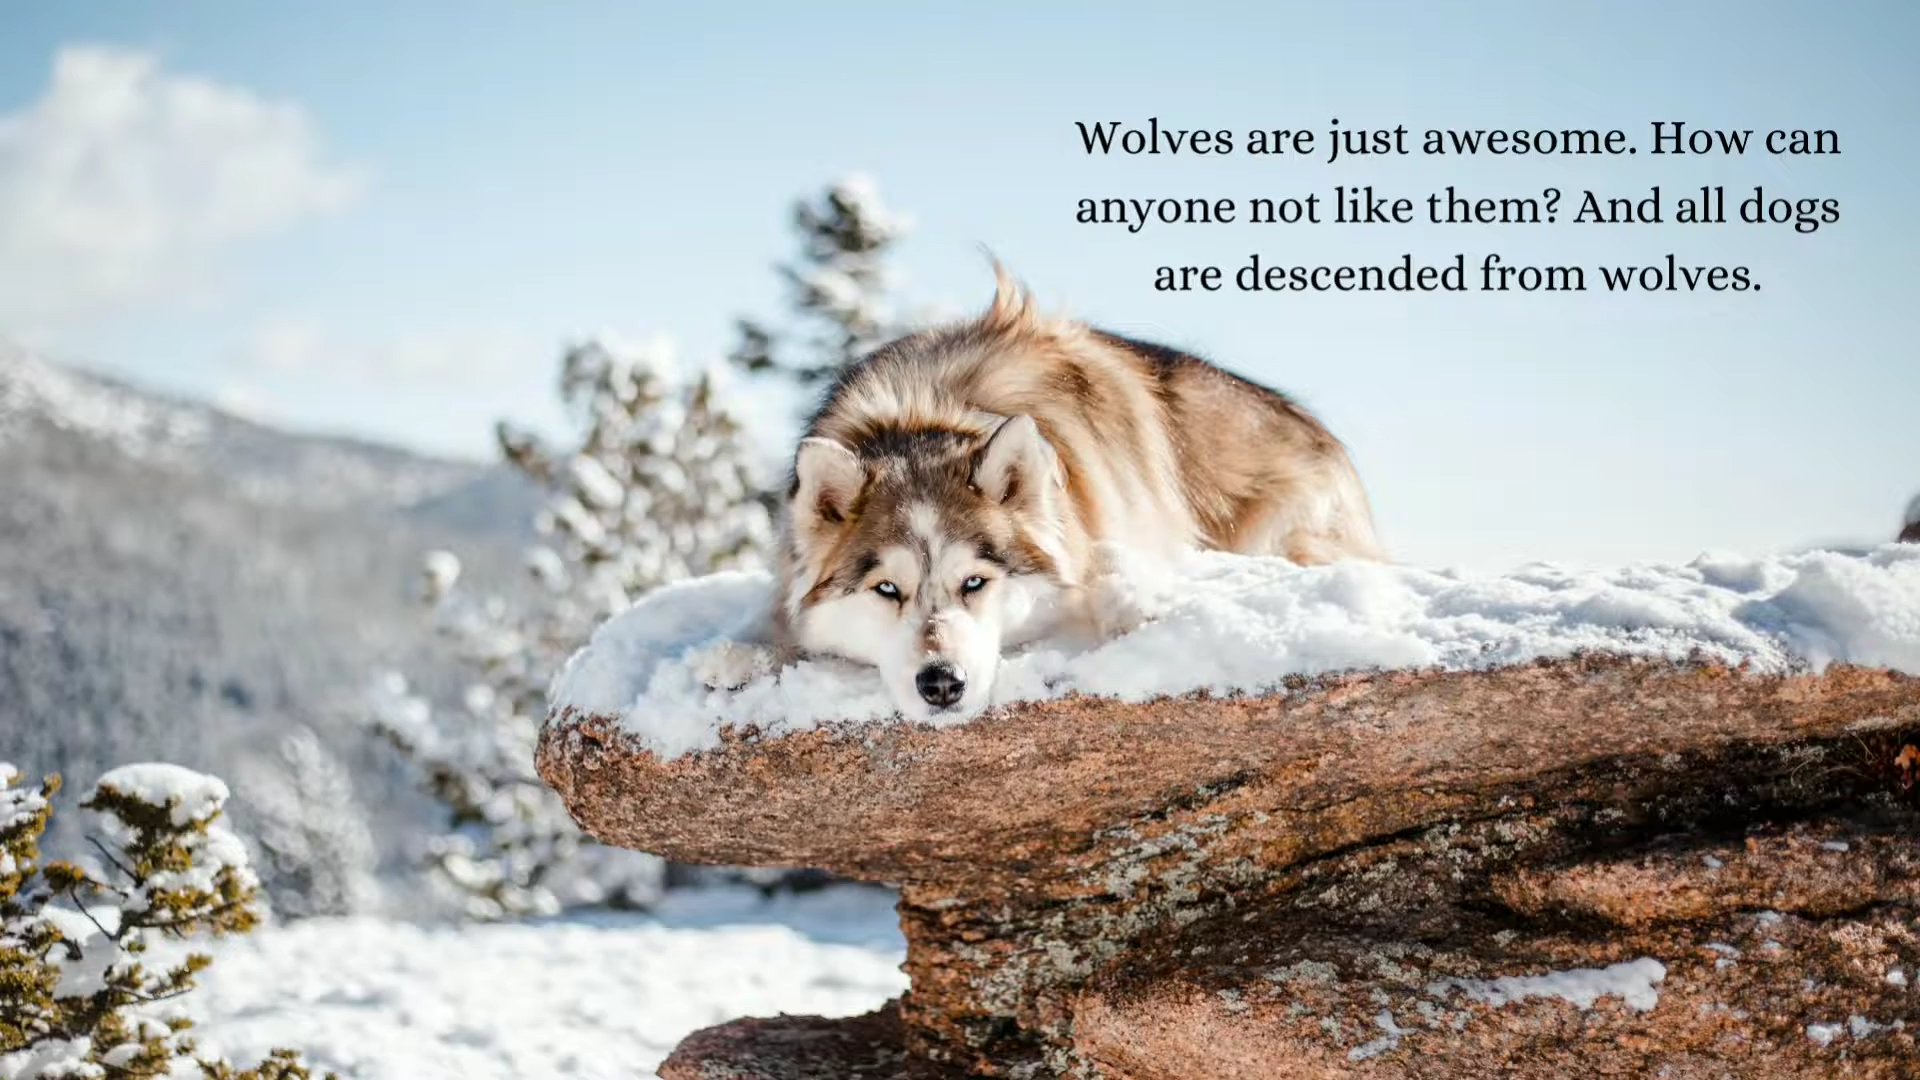 Wolves are just awesome. How can
anyone not like them? And all dogs
are descended from wolves.